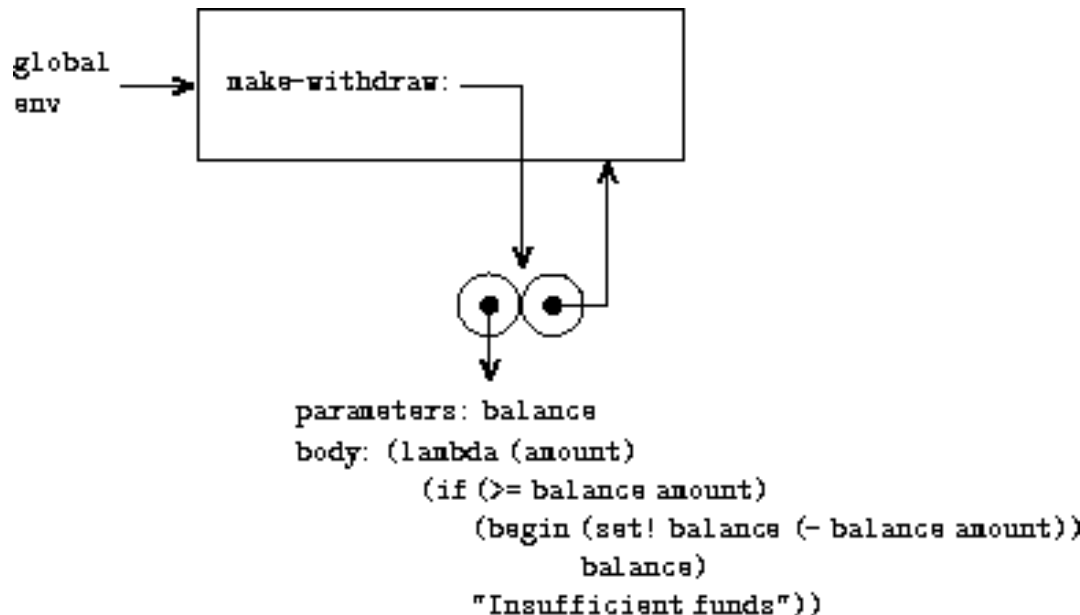 global
env
make-withdraw:
parameters: balance
body: (lambda (amount)
(if (>= balance amount)
(begin (set! balance (- balance amount))
balance)
"Insufficient funds"))